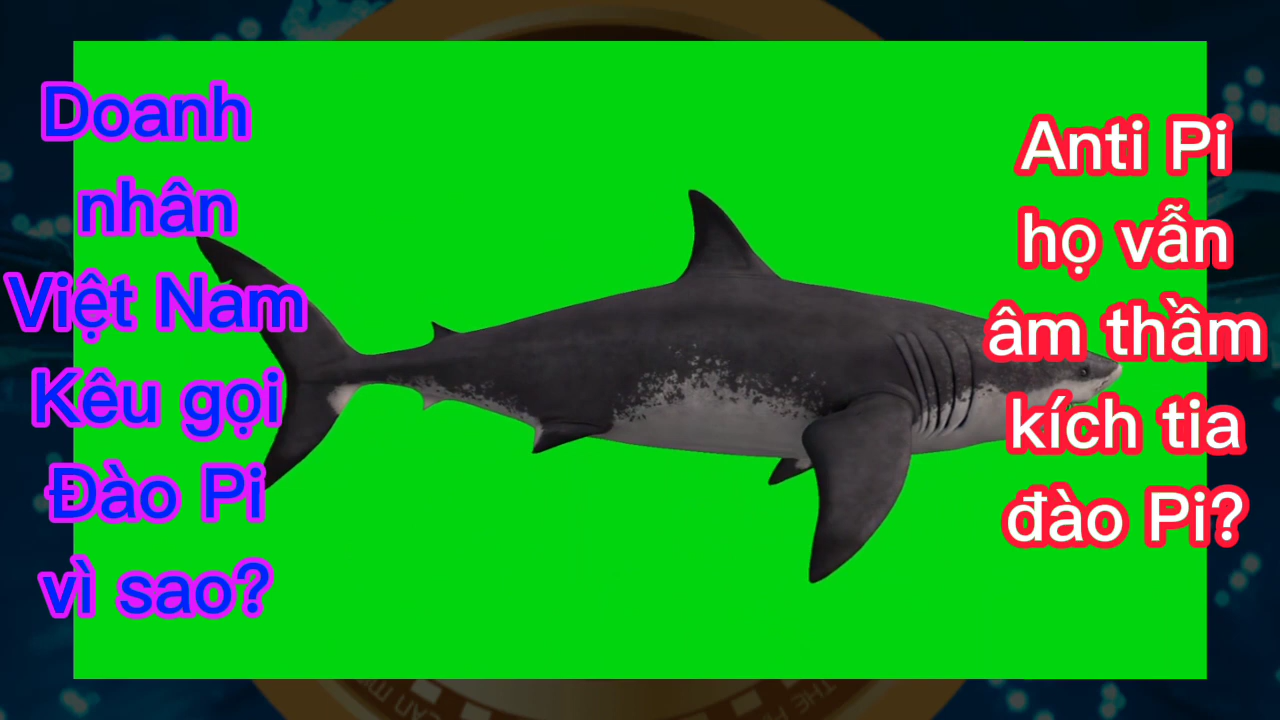 Doanh
nhân
Việt Nam
Kêu gọi
Đào Pi
vì sao?
Anti Pi
họ vẫn
âm thầm
kích tia
đào Pi?